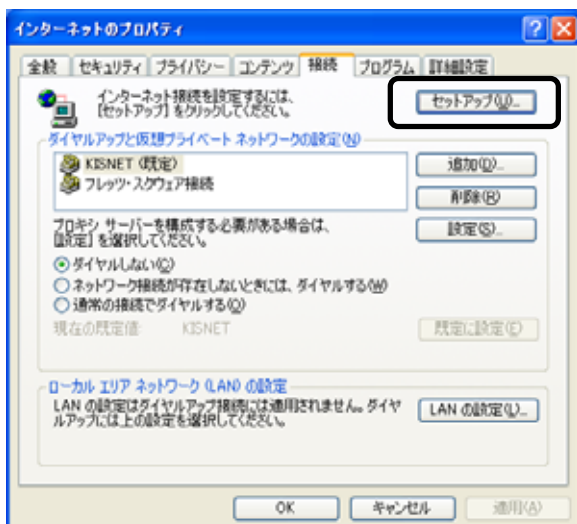 インターネットのプロパティ
全般 セキュリティ プライバシー コンテンツ 接続 プログラム 詳細設定
インターネット接続を設定するには、
[セットアップ] をクリックしてください。
セットアップ(U)...
ダイヤルアップと仮想プライベート ネットワークの設定(N)
KISNET (既定)
フレッツ・スクウェア接続
追加(D)...
削除(R)
プロキシ サーバーを構成する必要がある場合は、
[設定] を選択してください。
設定(S)...
ダイヤルしない(C)
ネットワーク接続が存在しないときには、ダイヤルする(W)
通常の接続でダイヤルする(O)
現在の既定値: KISNET
既定に設定(E)
ローカル エリア ネットワーク (LAN) の設定
LAN の設定はダイヤルアップ接続には適用されません。ダイヤ
ルアップには上の設定を選択してください。
LAN の設定(L)...
OK キャンセル 適用(A)